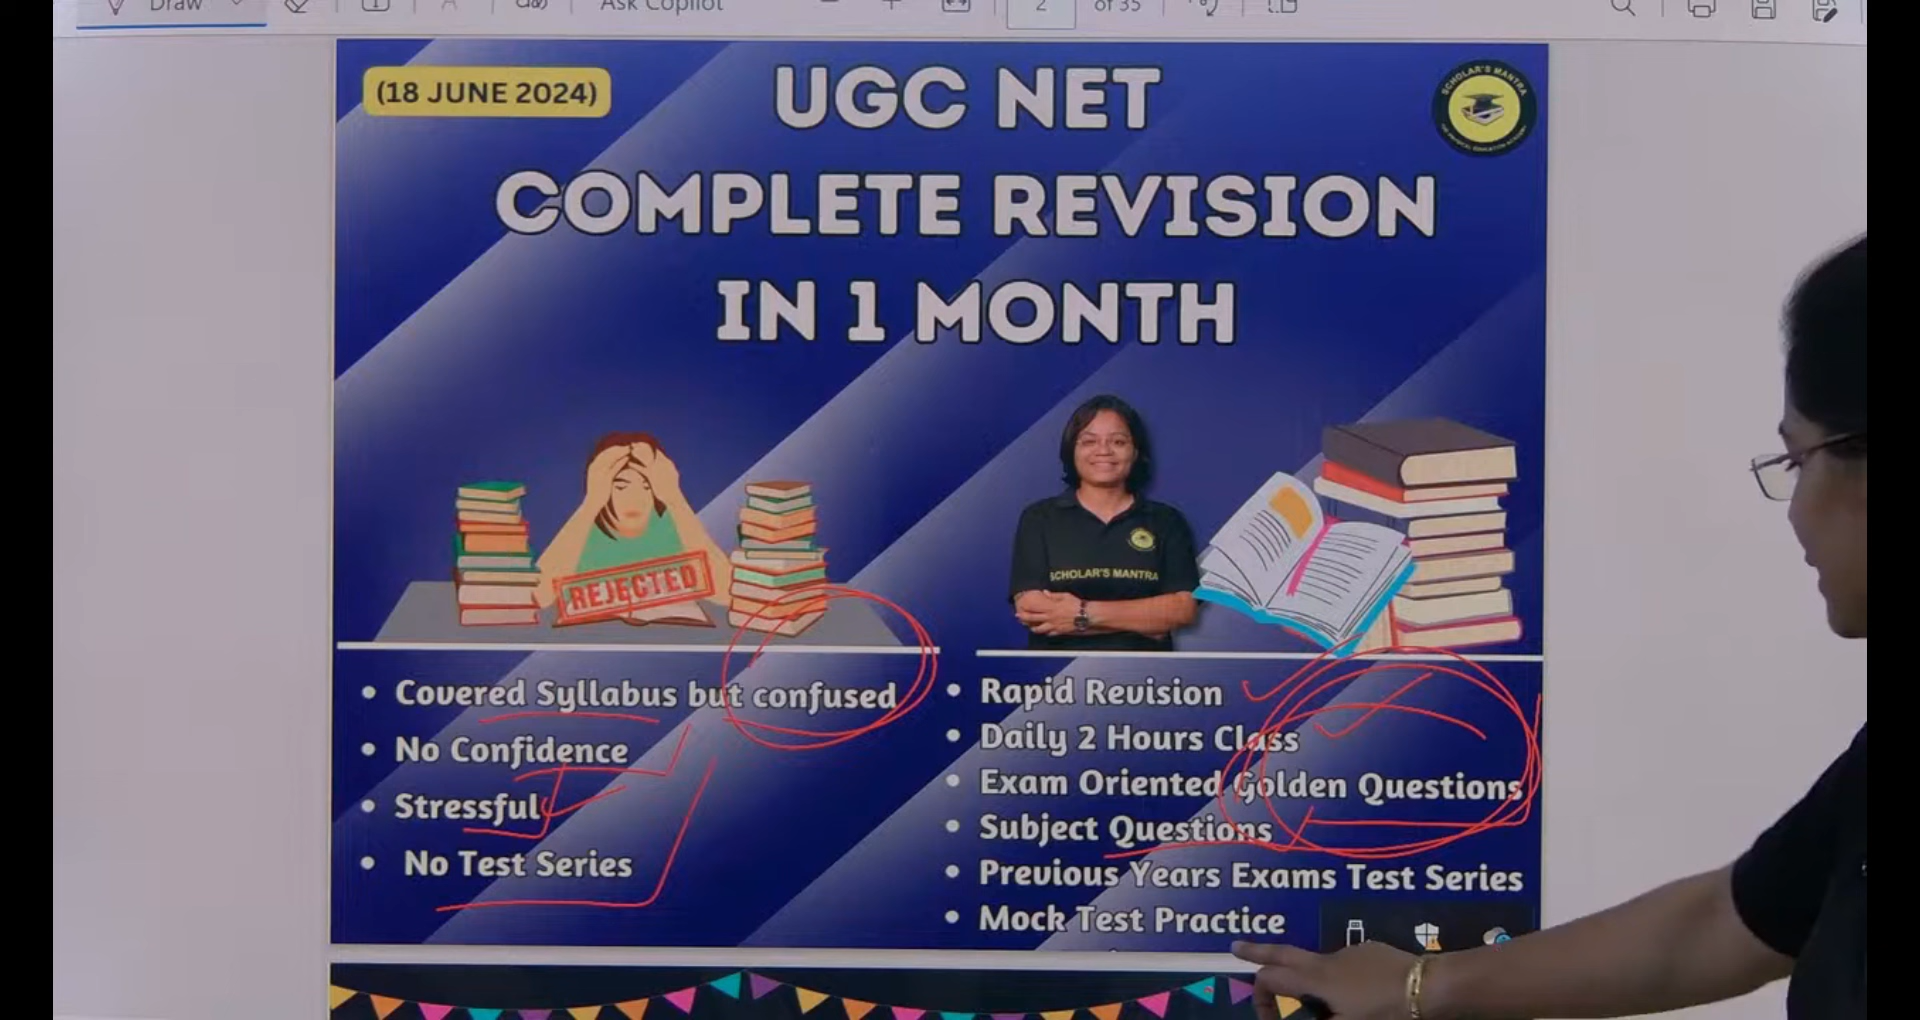 Draw
Ask Copilot
2 of 35
(18 JUNE 2024)
UGC NET
SCHOLAR'S MANTRA
COMPLETE REVISION
IN 1 MONTH
REJECTED
SCHOLAR'S MANTRA
• Covered Syllabus but confused
• No Confidence
• Stressful
• No Test Series
• Rapid Revision
• Daily 2 Hours Class
• Exam Oriented Golden Questions
• Subject Questions
• Previous Years Exams Test Series
• Mock Test Practice